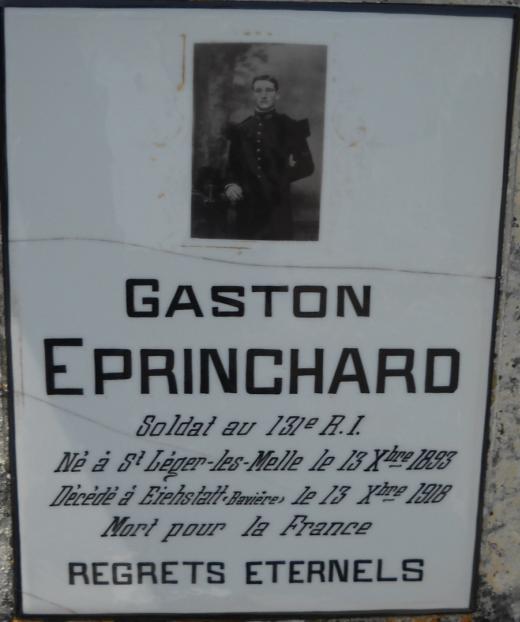 GASTON
EPRINCHARD
Soldat au 131e R.I.
Né à St Léger-les-Melle le 13 Xbre 1893
Décédé à Eiehstatt (Bavière) le 13 Xbre 1918
Mort pour la France
REGRETS ETERNELS